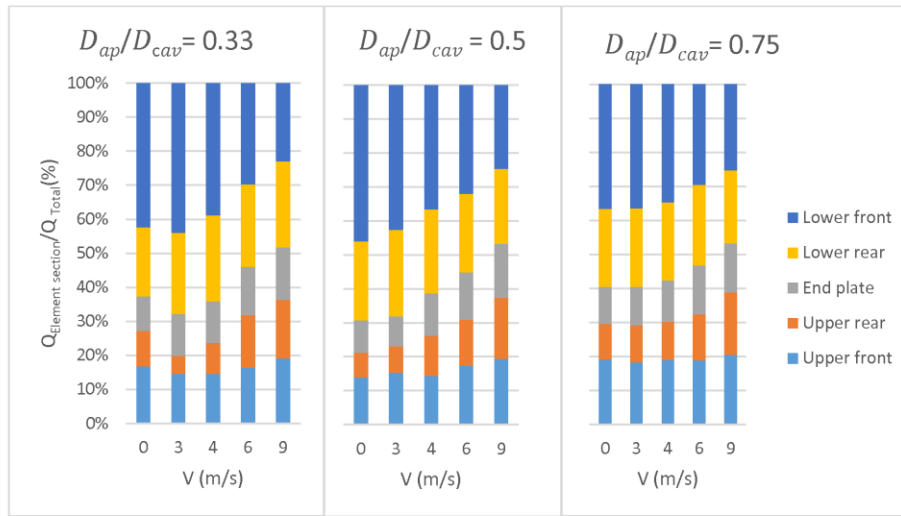 D_ap/D_cav = 0.33
D_ap/D_cav = 0.5
D_ap/D_cav = 0.75
Q_Element section/Q_Total(%)
100%
90%
80%
70%
60%
50%
40%
30%
20%
10%
0%
0 3 4 6 9
V (m/s)
0 3 4 6 9
V (m/s)
0 3 4 6 9
V (m/s)
Lower front
Lower rear
End plate
Upper rear
Upper front